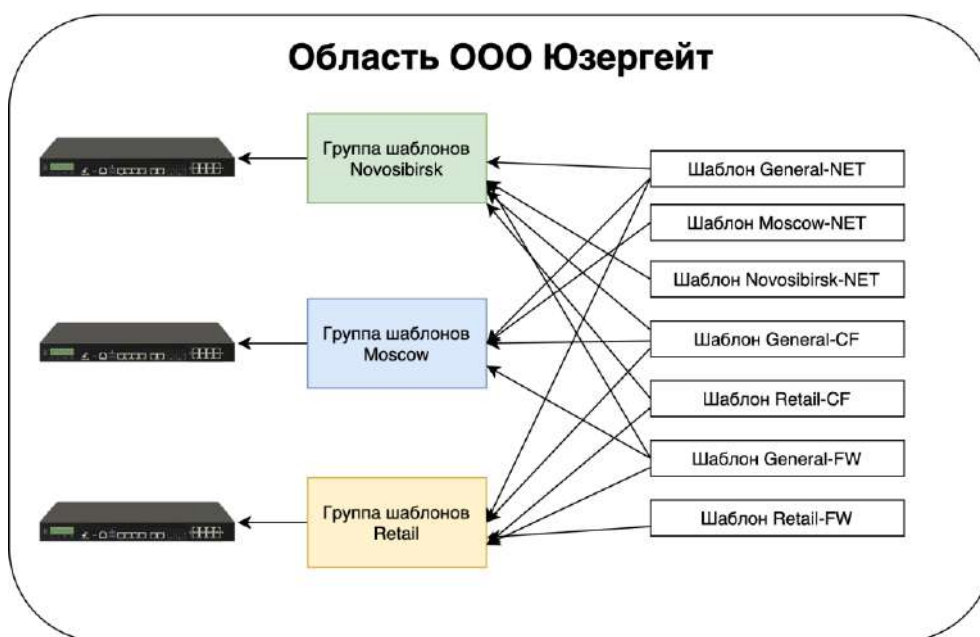 Область ООО Юзергейт
Группа шаблонов
Novosibirsk
Группа шаблонов
Moscow
Группа шаблонов
Retail
Шаблон General-NET
Шаблон Moscow-NET
Шаблон Novosibirsk-NET
Шаблон General-CF
Шаблон Retail-CF
Шаблон General-FW
Шаблон Retail-FW